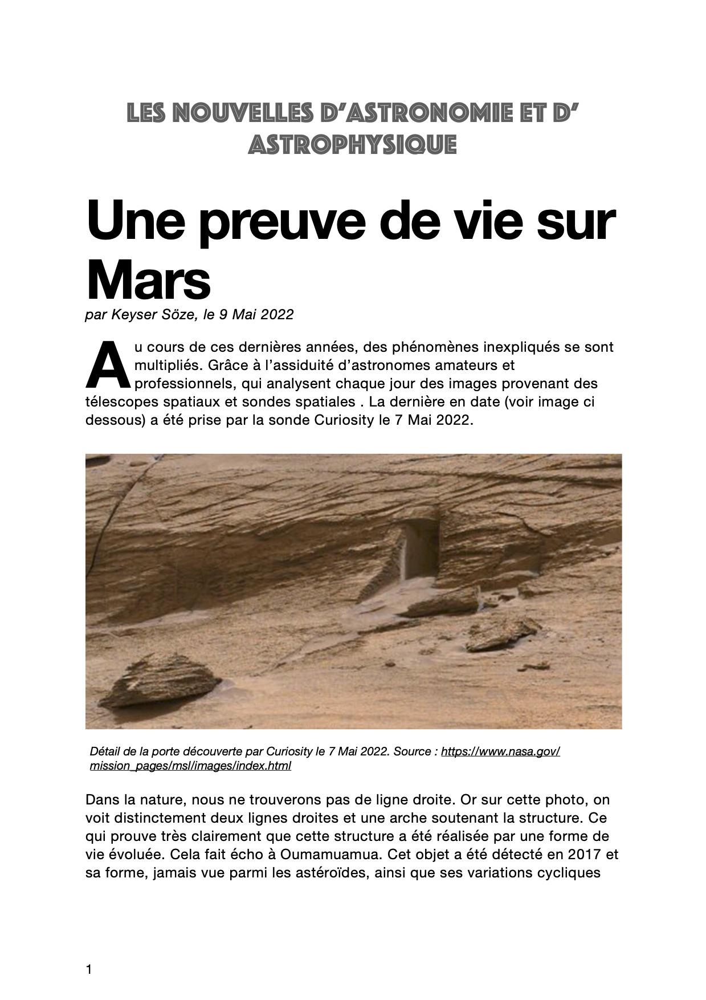 LES NOUVELLES D’ASTRONOMIE ET D’
ASTROPHYSIQUE
Une preuve de vie sur
Mars
par Keyser Söze, le 9 Mai 2022
Au cours de ces dernières années, des phénomènes inexpliqués se sont
multipliés. Grâce à l’assiduité d’astronomes amateurs et
professionnels, qui analysent chaque jour des images provenant des
télescopes spatiaux et sondes spatiales . La dernière en date (voir image ci
dessous) a été prise par la sonde Curiosity le 7 Mai 2022.
Détail de la porte découverte par Curiosity le 7 Mai 2022. Source : https://www.nasa.gov/
mission_pages/msl/images/index.html
Dans la nature, nous ne trouverons pas de ligne droite. Or sur cette photo, on
voit distinctement deux lignes droites et une arche soutenant la structure. Ce
qui prouve très clairement que cette structure a été réalisée par une forme de
vie évoluée. Cela fait écho à Oumamuamua. Cet objet a été détecté en 2017 et
sa forme, jamais vue parmi les astéroïdes, ainsi que ses variations cycliques
1